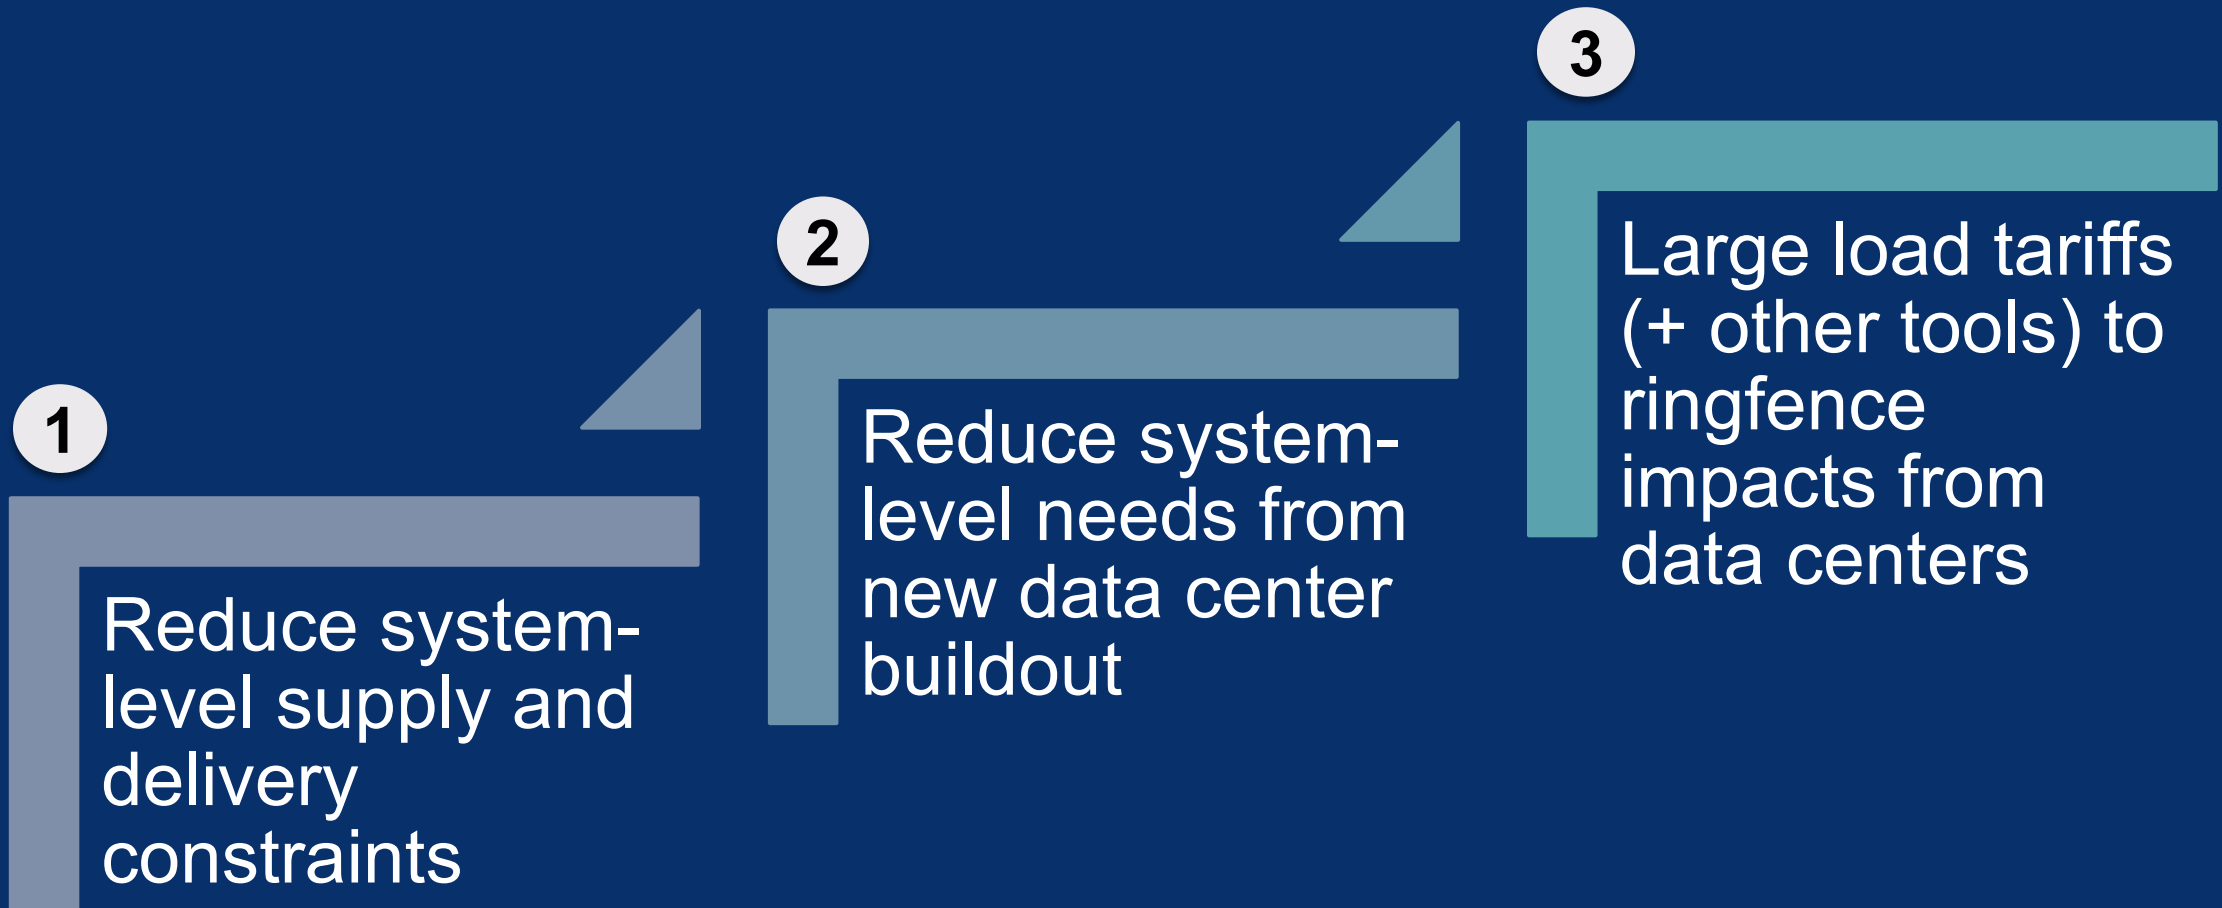 1
Reduce system-
level supply and
delivery
constraints
2
Reduce system-
level needs from
new data center
buildout
3
Large load tariffs
(+ other tools) to
ringfence
impacts from
data centers